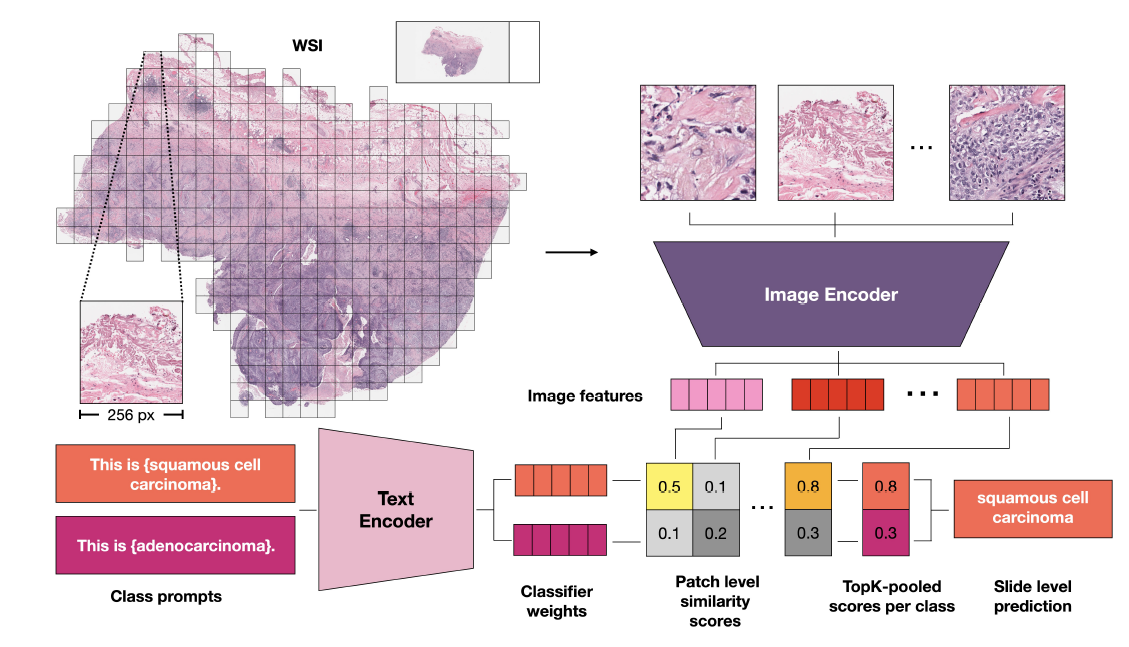 WSI
256 px
This is {squamous cell
carcinoma}.
This is {adenocarcinoma}.
Class prompts
Text
Encoder
Classifier
weights
...
Image Encoder
Image features
...
0.5
0.1
0.1
0.2
...
0.8
0.3
0.8
0.3
Patch level
similarity
scores
TopK-pooled
scores per class
squamous cell
carcinoma
Slide level
prediction